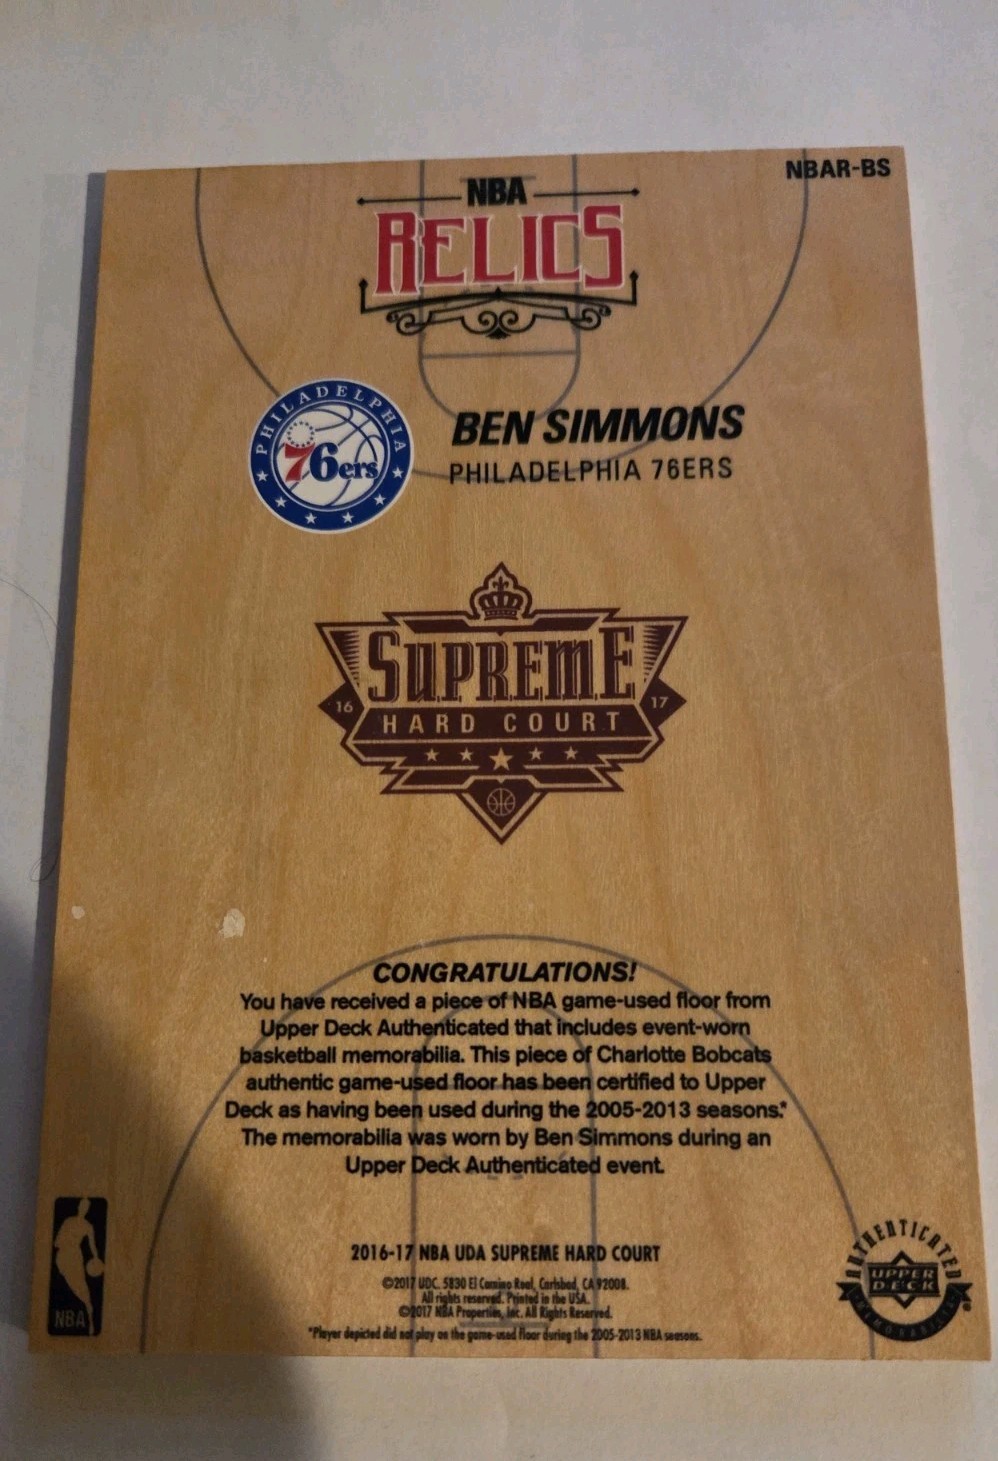 NBAR-BS
NBA
RELICS
PHILADELPHIA
76ers
BEN SIMMONS
PHILADELPHIA 76ERS
SUPREME
16 17
HARD COURT
CONGRATULATIONS!
You have received a piece of NBA game-used floor from
Upper Deck Authenticated that includes event-worn
basketball memorabilia. This piece of Charlotte Bobcats
authentic game-used floor has been certified to Upper
Deck as having been used during the 2005-2013 seasons.*
The memorabilia was worn by Ben Simmons during an
Upper Deck Authenticated event.
2016-17 NBA UDA SUPREME HARD COURT
©2017 UDC. 5830 El Camino Real, Carlsbad, CA 92008.
All rights reserved. Printed in the USA.
©2017 NBA Properties, Inc. All Rights Reserved.
*Player depicted did not play on the game-used floor during the 2005-2013 NBA seasons.
NBA
AUTHENTICATED
UPPER
DECK
MEMORABILIA
®